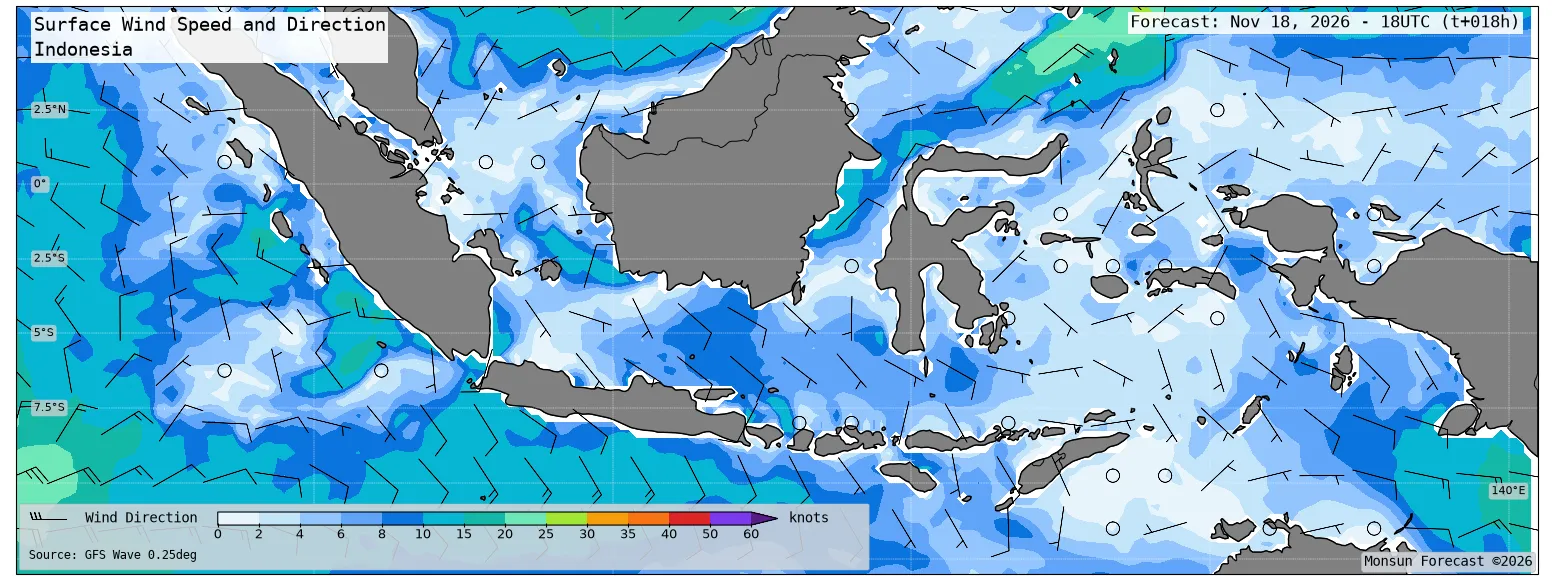 Surface Wind Speed and Direction
Indonesia
Forecast: Nov 18, 2026 - 18UTC (t+018h)
2.5°N
0°
2.5°S
5°S
7.5°S
140°E
Wind Direction
0 2 4 6 8 10 15 20 25 30 35 40 50 60
knots
Source: GFS Wave 0.25deg
Monsun Forecast ©2026